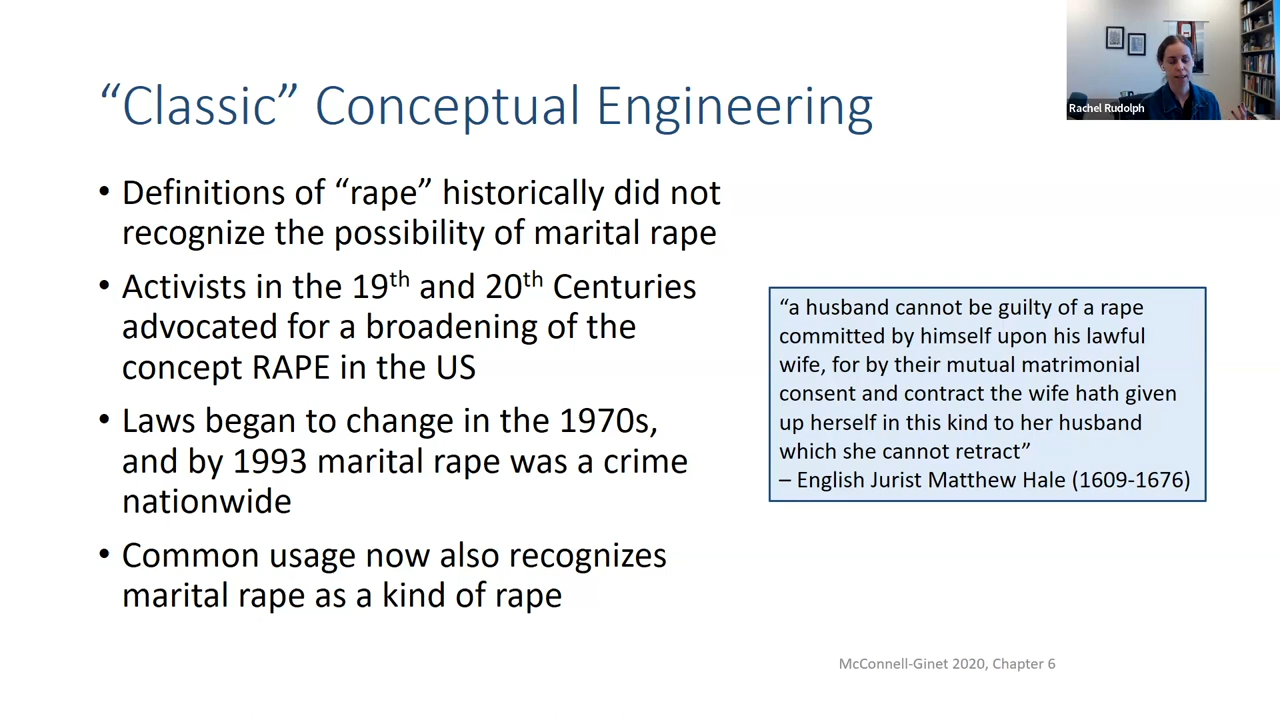 “Classic” Conceptual Engineering
Rachel Rudolph
• Definitions of “rape” historically did not
recognize the possibility of marital rape
• Activists in the 19th and 20th Centuries
advocated for a broadening of the
concept RAPE in the US
• Laws began to change in the 1970s,
and by 1993 marital rape was a crime
nationwide
• Common usage now also recognizes
marital rape as a kind of rape
“a husband cannot be guilty of a rape
committed by himself upon his lawful
wife, for by their mutual matrimonial
consent and contract the wife hath given
up herself in this kind to her husband
which she cannot retract”
– English Jurist Matthew Hale (1609-1676)
McConnell-Ginet 2020, Chapter 6